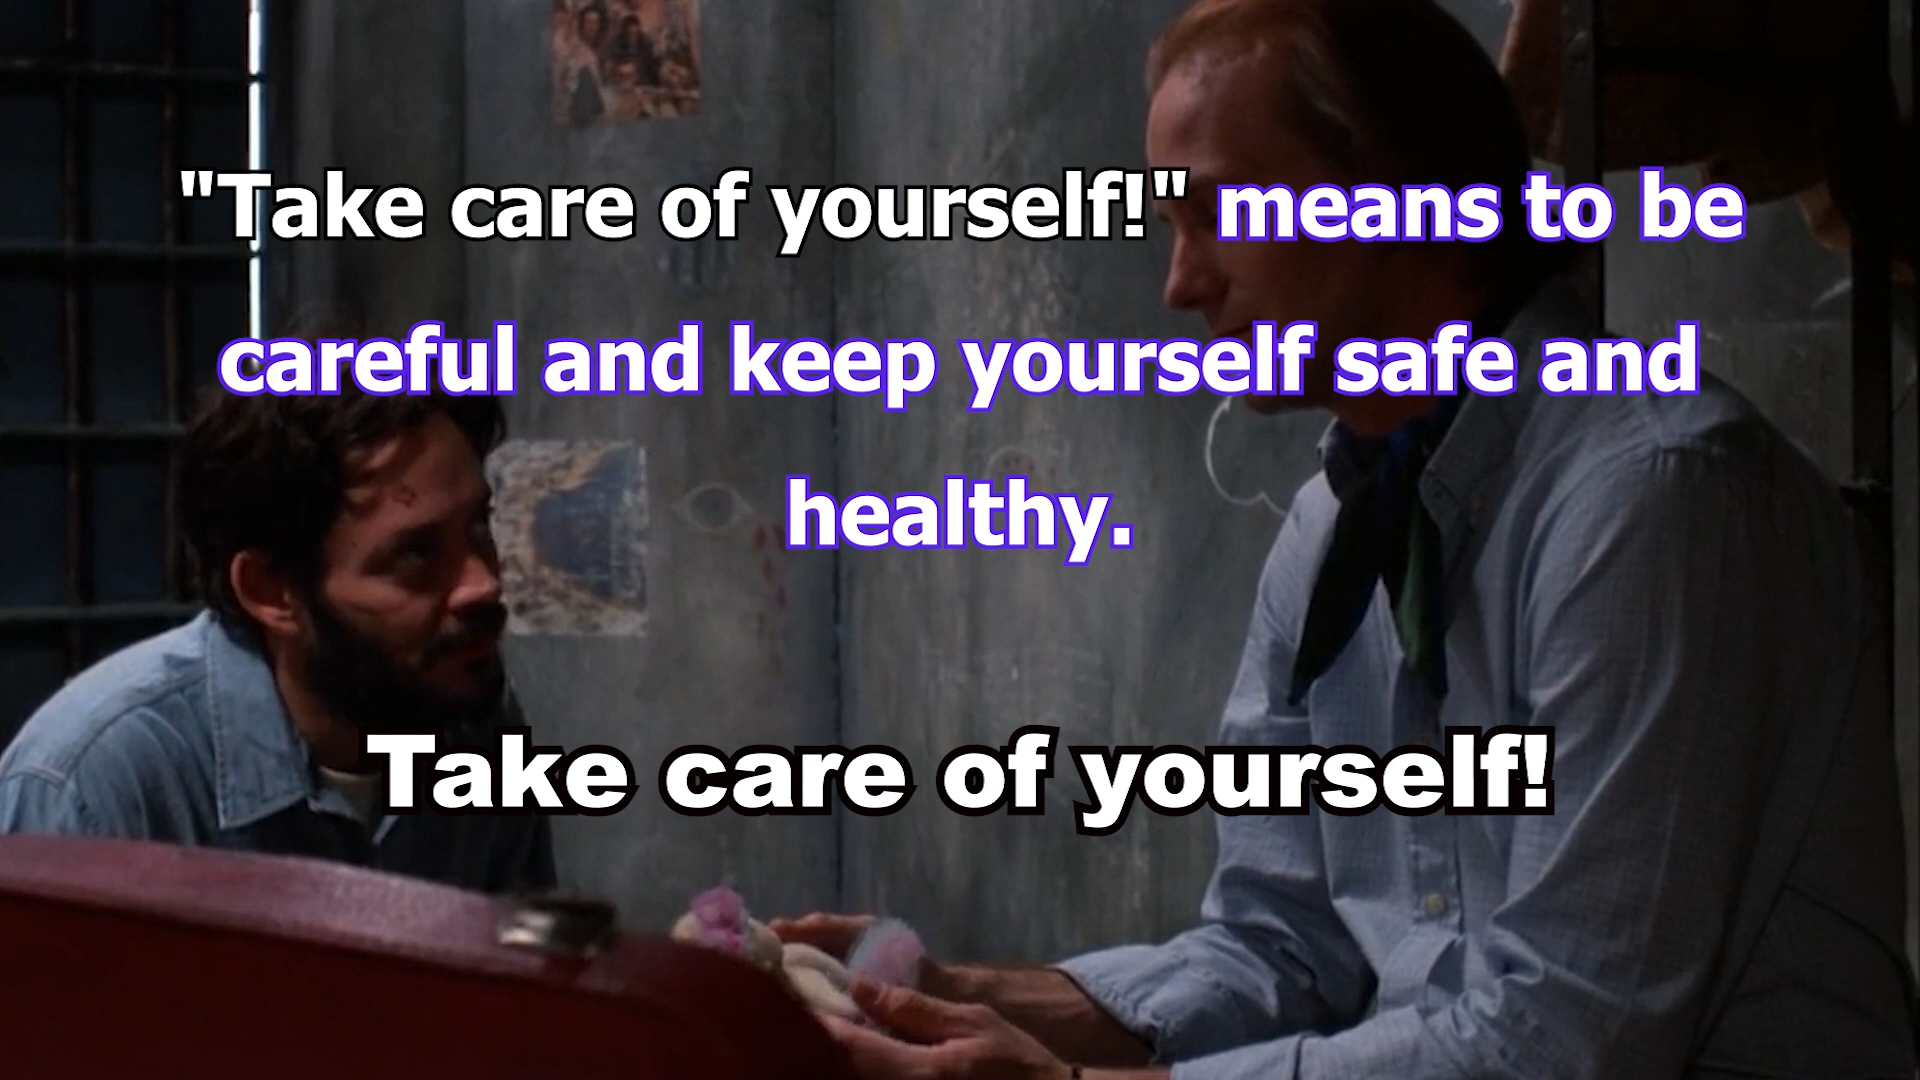 "Take care of yourself!" means to be
careful and keep yourself safe and
healthy.
Take care of yourself!